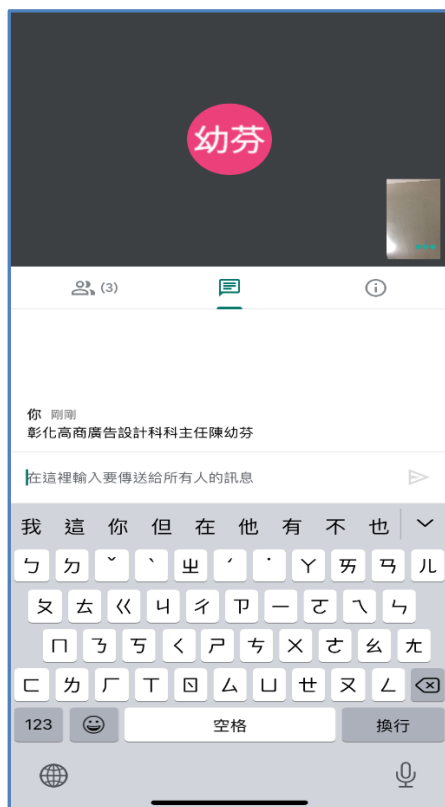 幼芬
(3)
你 剛剛
彰化高商廣告設計科科主任陳幼芬
在這裡輸入要傳送給所有人的訊息
我 這 你 但 在 他 有 不 也
ㄅ ㄉ ˇ ˋ ㄓ ˊ ˙ ㄚ ㄞ ㄢ ㄦ
ㄆ ㄊ ㄍ ㄐ ㄔ ㄗ ㄧ ㄛ ㄟ ㄣ
ㄇ ㄋ ㄎ ㄑ ㄕ ㄘ ㄨ ㄜ ㄠ ㄤ
ㄈ ㄌ ㄏ ㄒ ㄖ ㄙ ㄩ ㄝ ㄡ ㄥ
123 空格 換行